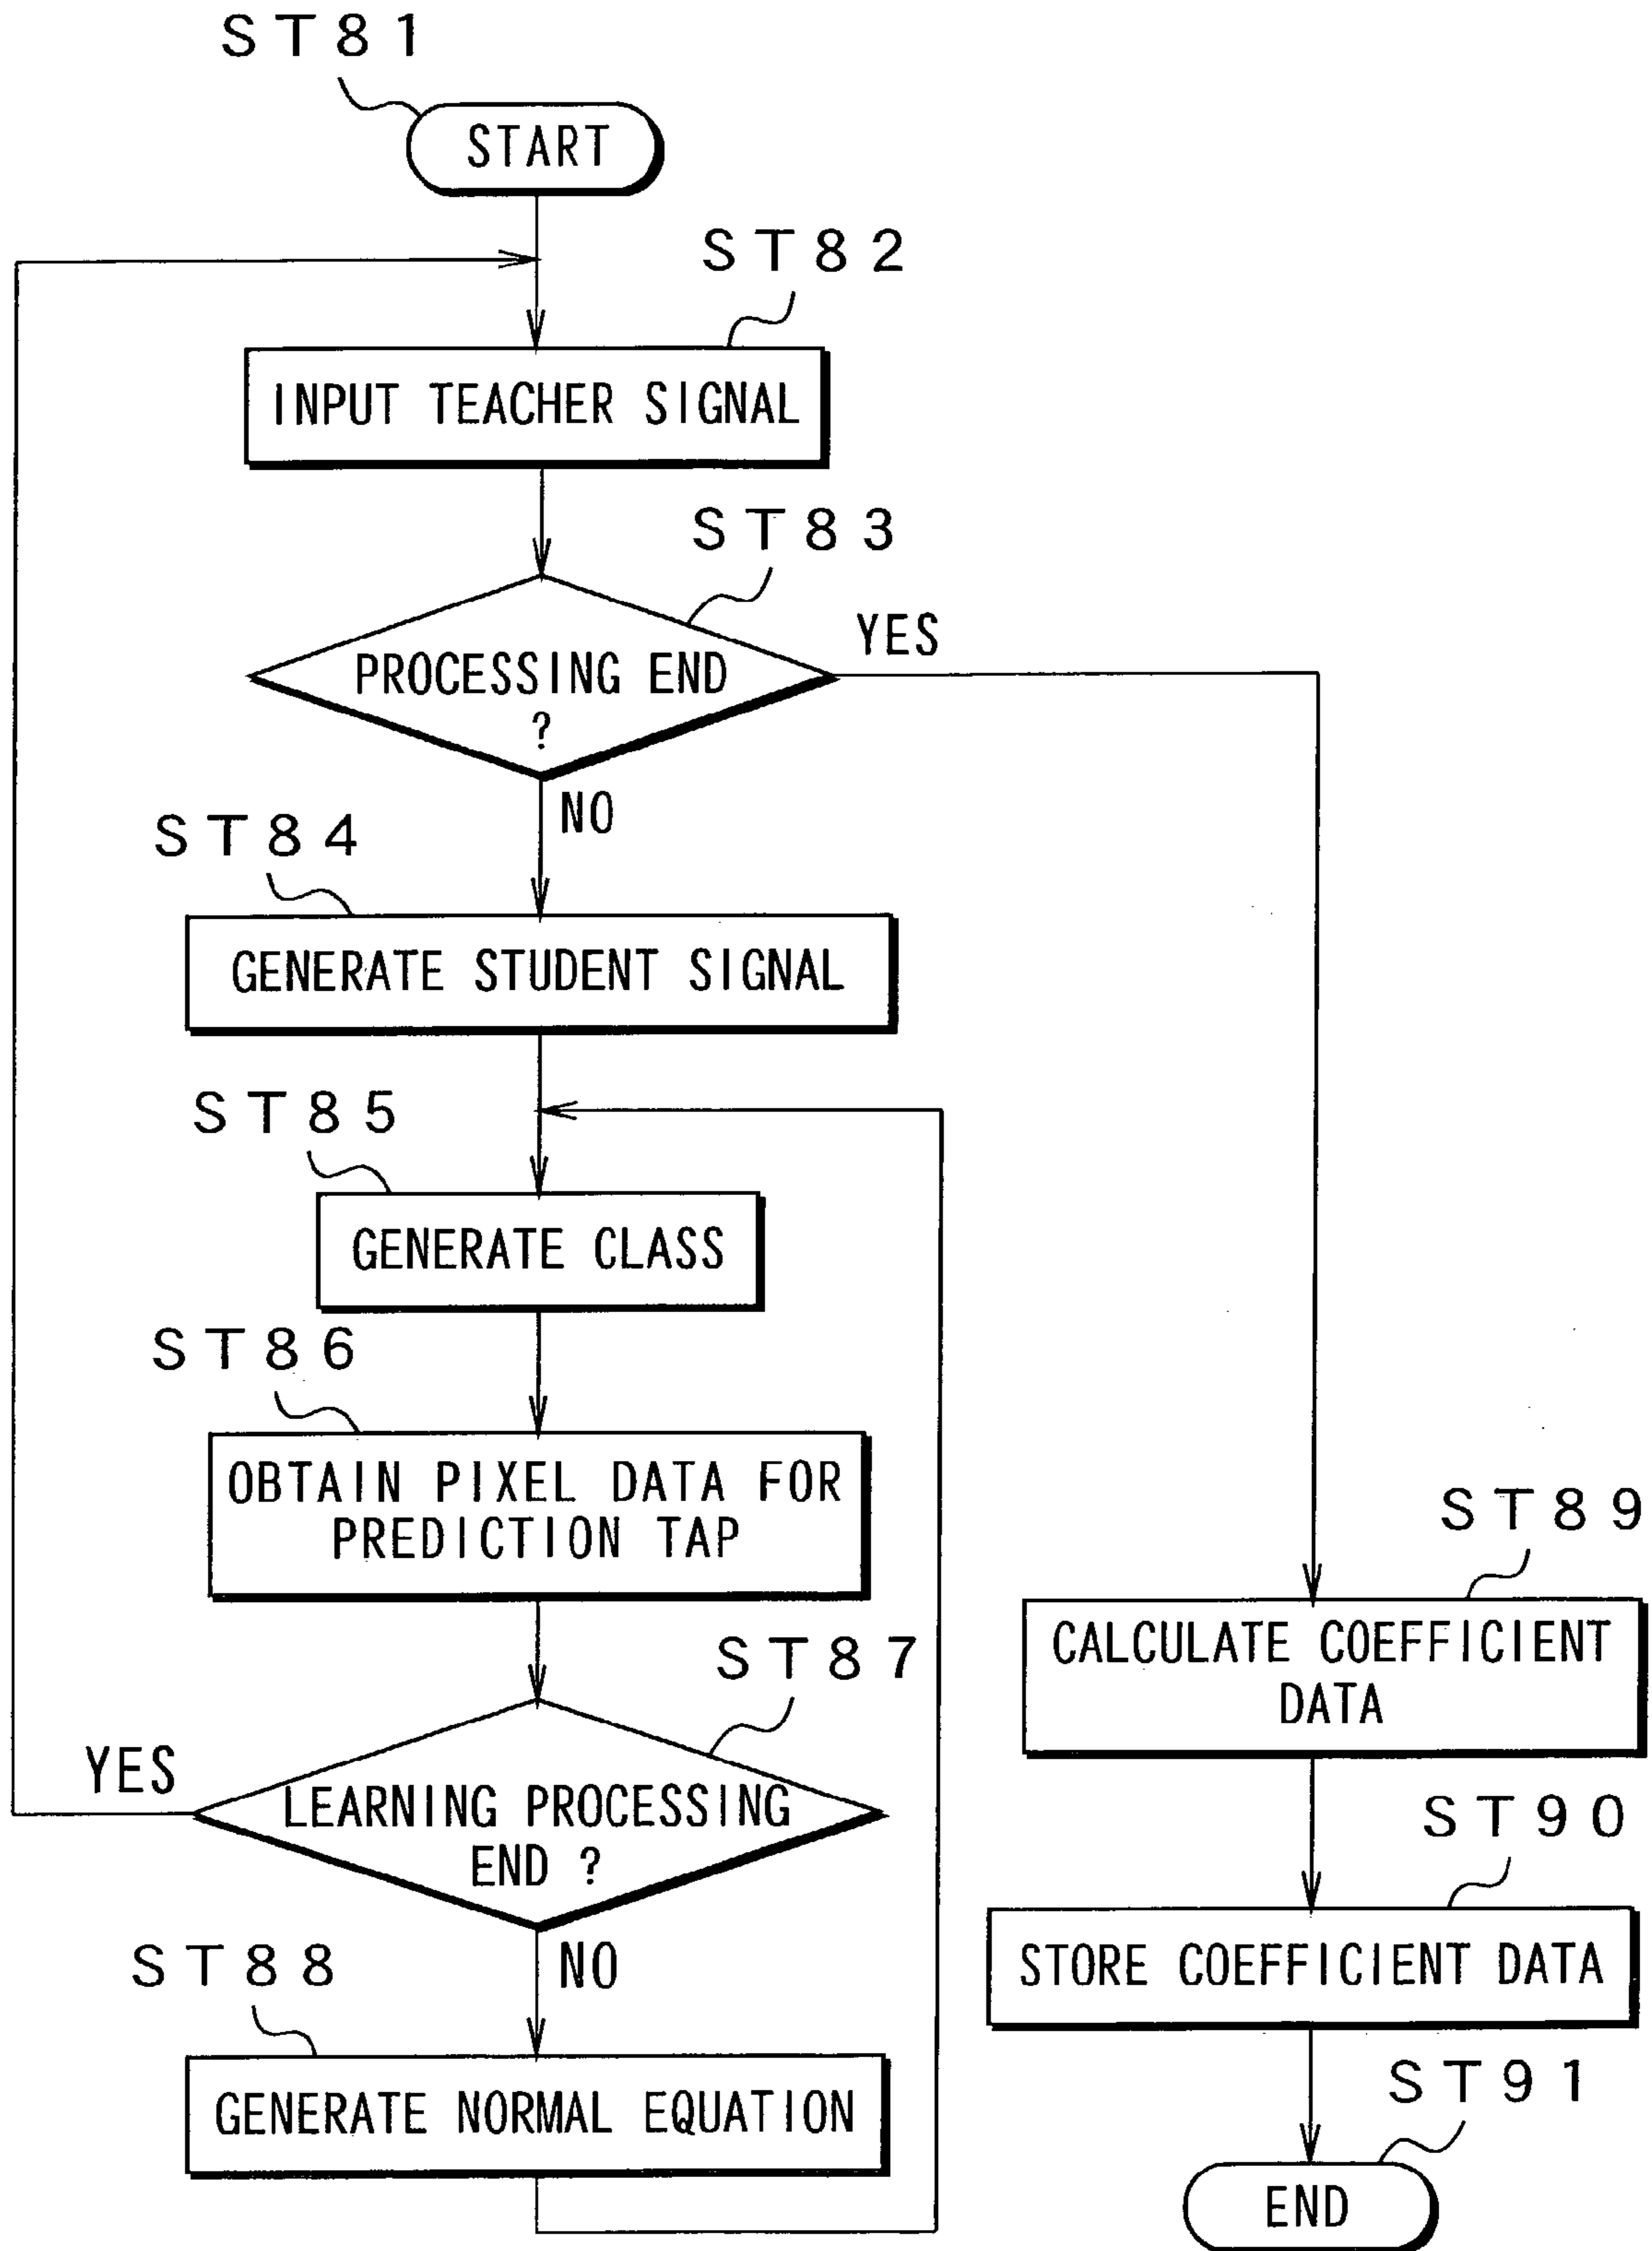 ST81
START
ST82
INPUT TEACHER SIGNAL
ST83
PROCESSING END
?
YES
NO
ST84
GENERATE STUDENT SIGNAL
ST85
GENERATE CLASS
ST86
OBTAIN PIXEL DATA FOR
PREDICTION TAP
ST87
LEARNING PROCESSING
END ?
YES
NO
ST88
GENERATE NORMAL EQUATION
ST89
CALCULATE COEFFICIENT
DATA
ST90
STORE COEFFICIENT DATA
ST91
END